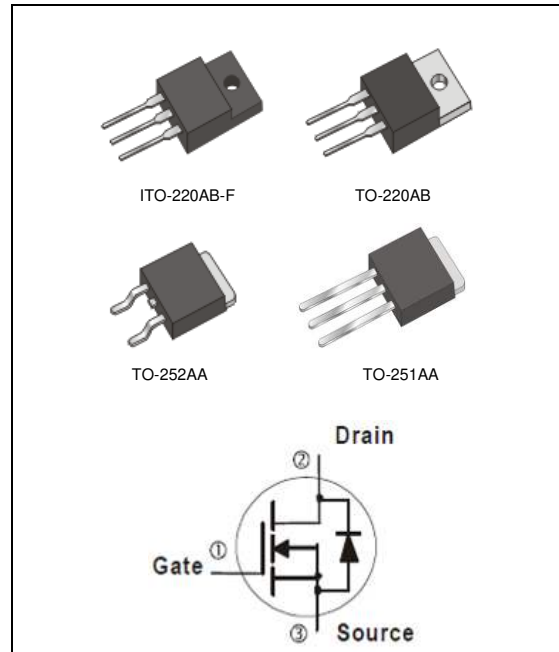 ITO-220AB-F
TO-220AB
TO-252AA
TO-251AA
Drain
②
①
Gate
③
Source